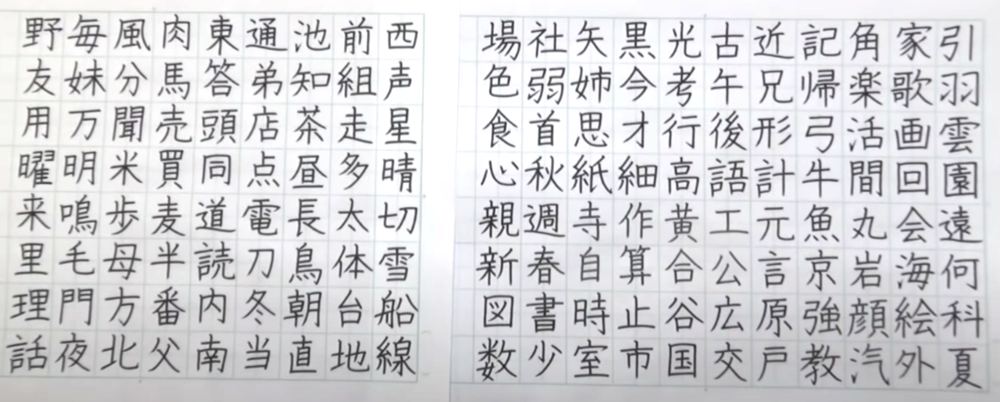 引羽雲園遠何科夏
家歌画回会海絵外
角楽活間丸岩顔汽
記帰弓牛魚京強教
近兄形計元言原戸
古午後語工公広交
光考行高黄合谷国
黒今才細作算止市
矢姉思紙寺自時室
社弱首秋週春書少
場色食心親新図数
西声星晴切雪船線
前組走多太体台地
池知茶昼長鳥朝直
通弟店点電刀冬当
東答頭同道読内南
肉馬売買麦半番父
風分聞米歩母方北
毎妹万明鳴毛門夜
野友用曜来里理話